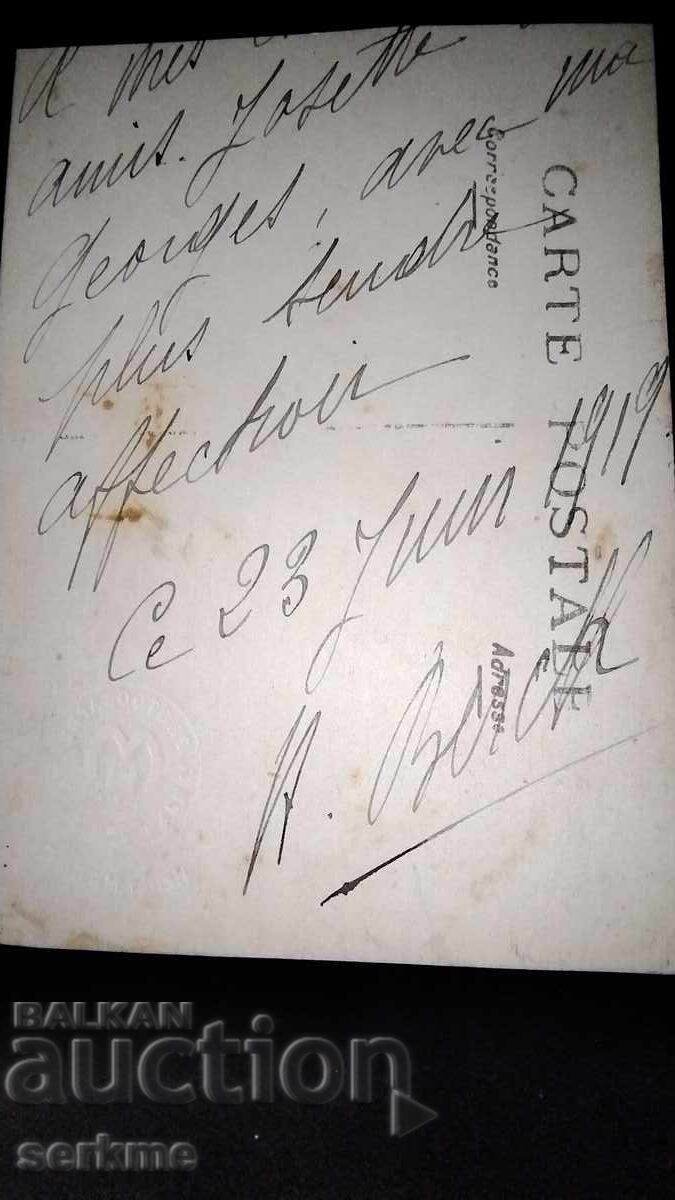 A mes
amis. Josette
Georges, avec ma
plus tendre
affection
Ce 23 Juin 1919.
H.
CARTE POSTALE
Correspondance
Adresse
BALKAN
auction
serkme